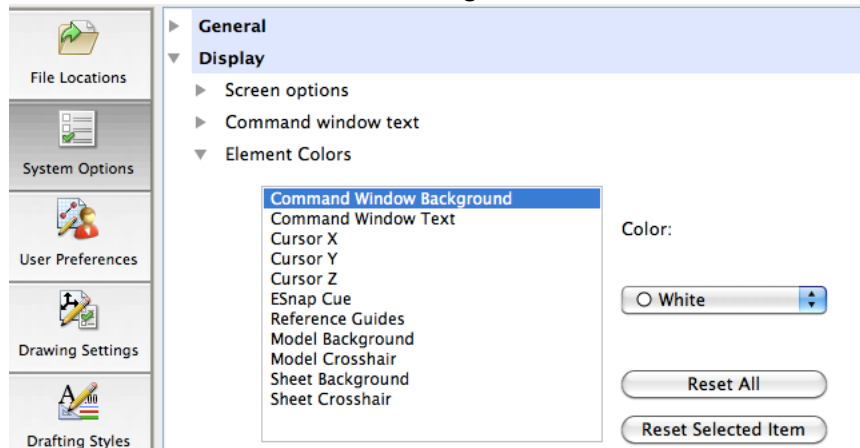 General
Display
File Locations
Screen options
Command window text
System Options
Element Colors
Command Window Background
Command Window Text
Cursor X
Cursor Y
Cursor Z
ESnap Cue
Reference Guides
Model Background
Model Crosshair
Sheet Background
Sheet Crosshair
Color:
White
Reset All
Reset Selected Item
User Preferences
Drawing Settings
A .00
Drafting Styles